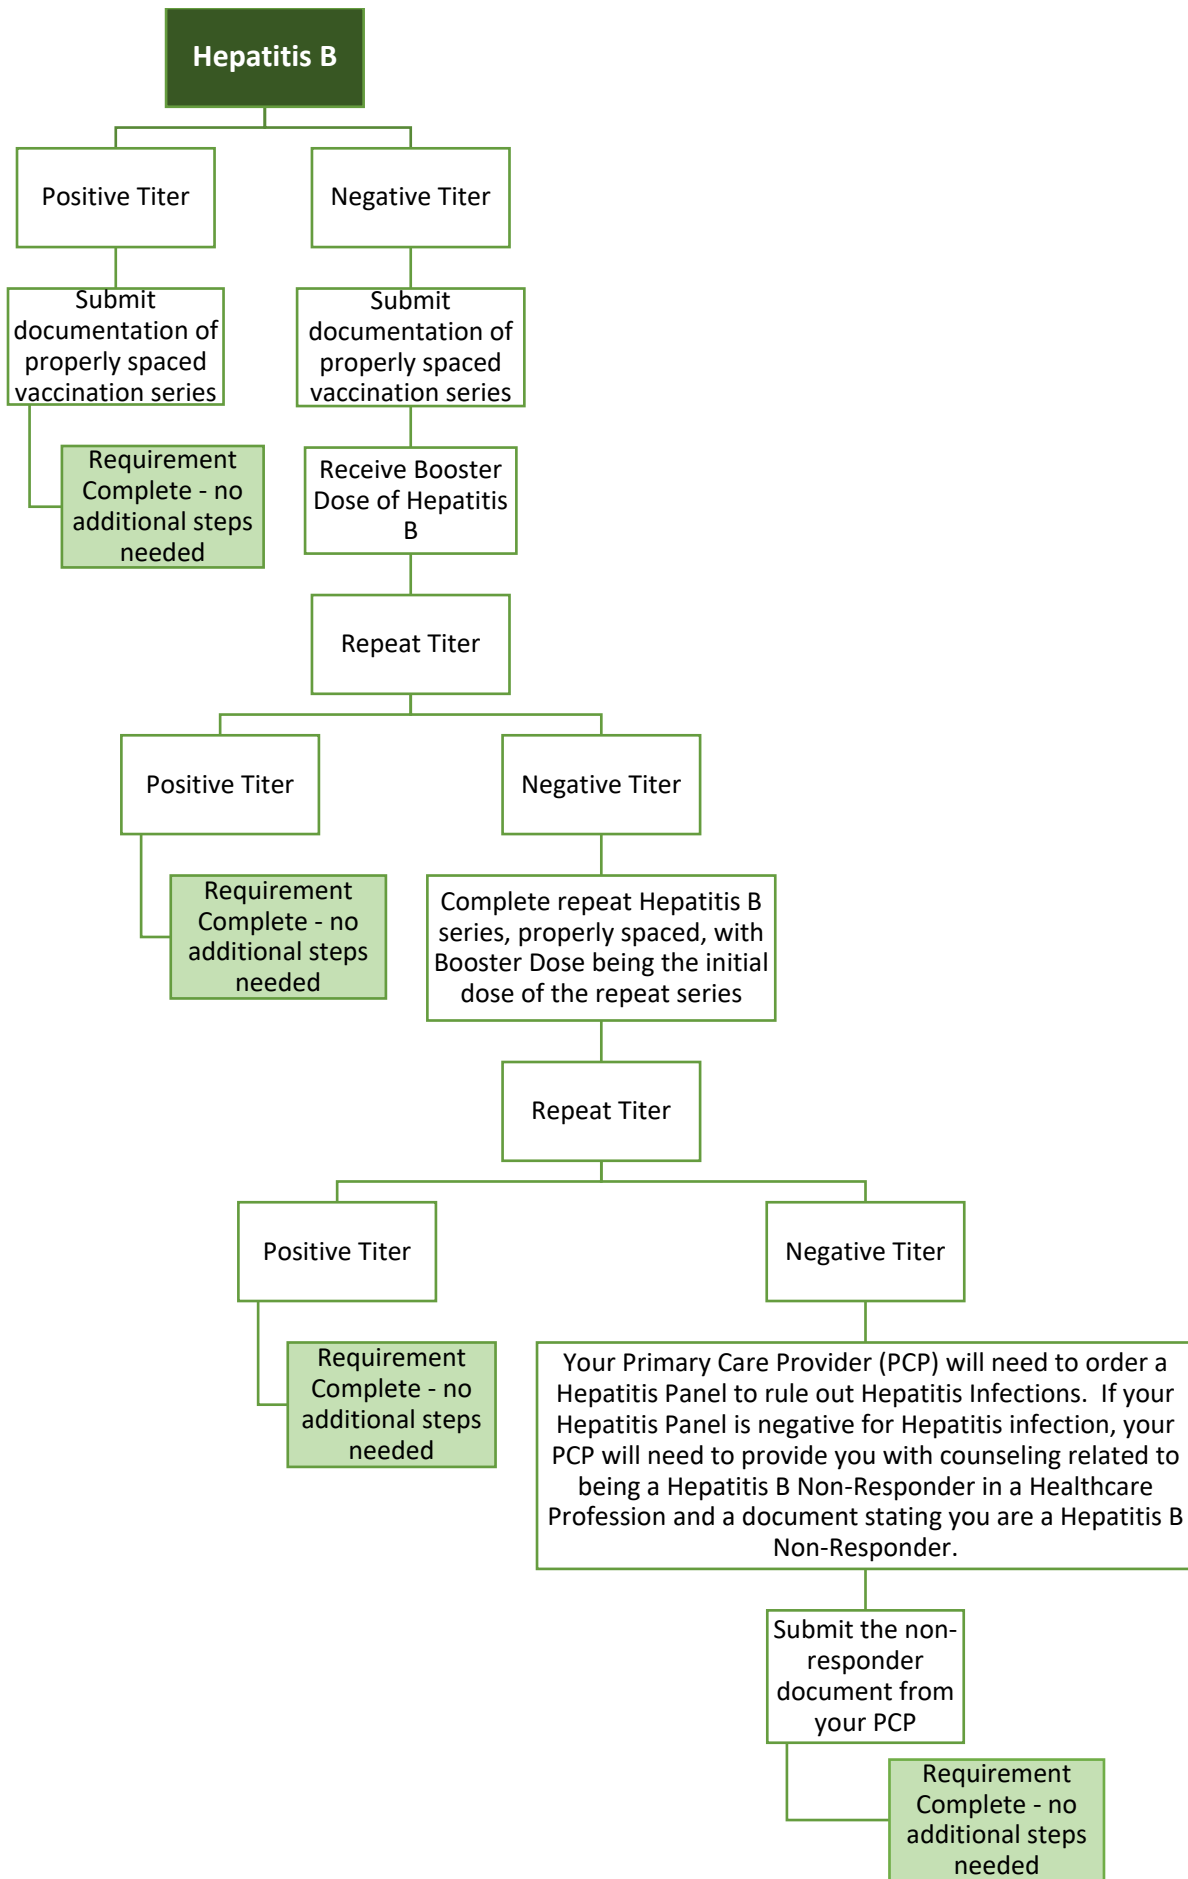 Hepatitis B
Positive Titer
Negative Titer
Submit
documentation of
properly spaced
vaccination series
Submit
documentation of
properly spaced
vaccination series
Requirement
Complete - no
additional steps
needed
Receive Booster
Dose of Hepatitis
B
Repeat Titer
Positive Titer
Negative Titer
Requirement
Complete - no
additional steps
needed
Complete repeat Hepatitis B
series, properly spaced, with
Booster Dose being the initial
dose of the repeat series
Repeat Titer
Positive Titer
Negative Titer
Requirement
Complete - no
additional steps
needed
Your Primary Care Provider (PCP) will need to order a
Hepatitis Panel to rule out Hepatitis Infections.  If your
Hepatitis Panel is negative for Hepatitis infection, your
PCP will need to provide you with counseling related to
being a Hepatitis B Non-Responder in a Healthcare
Profession and a document stating you are a Hepatitis B
Non-Responder.
Submit the non-
responder
document from
your PCP
Requirement
Complete - no
additional steps
needed